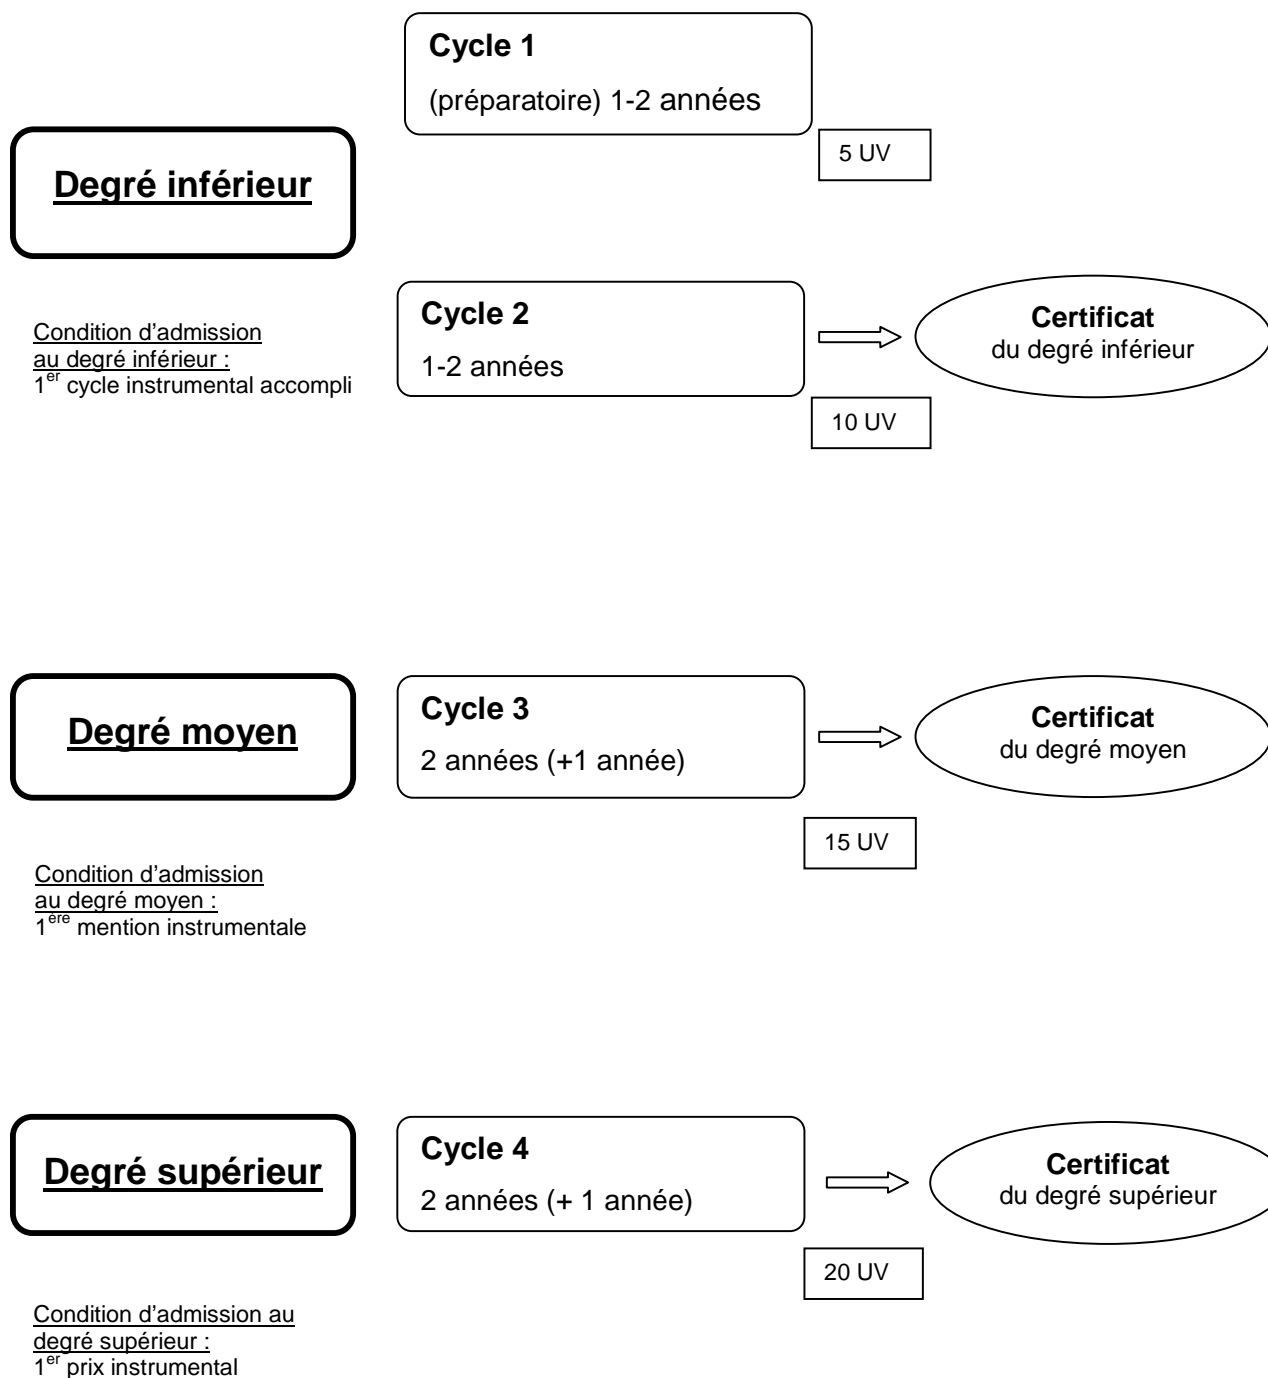 Cycle 1
(préparatoire) 1-2 années
5 UV
Degré inférieur
Condition d’admission
au degré inférieur :
1er cycle instrumental accompli
Cycle 2
1-2 années
10 UV
Certificat
du degré inférieur
Degré moyen
Cycle 3
2 années (+1 année)
15 UV
Certificat
du degré moyen
Condition d’admission
au degré moyen :
1ère mention instrumentale
Degré supérieur
Cycle 4
2 années (+ 1 année)
20 UV
Certificat
du degré supérieur
Condition d’admission au
degré supérieur :
1er prix instrumental